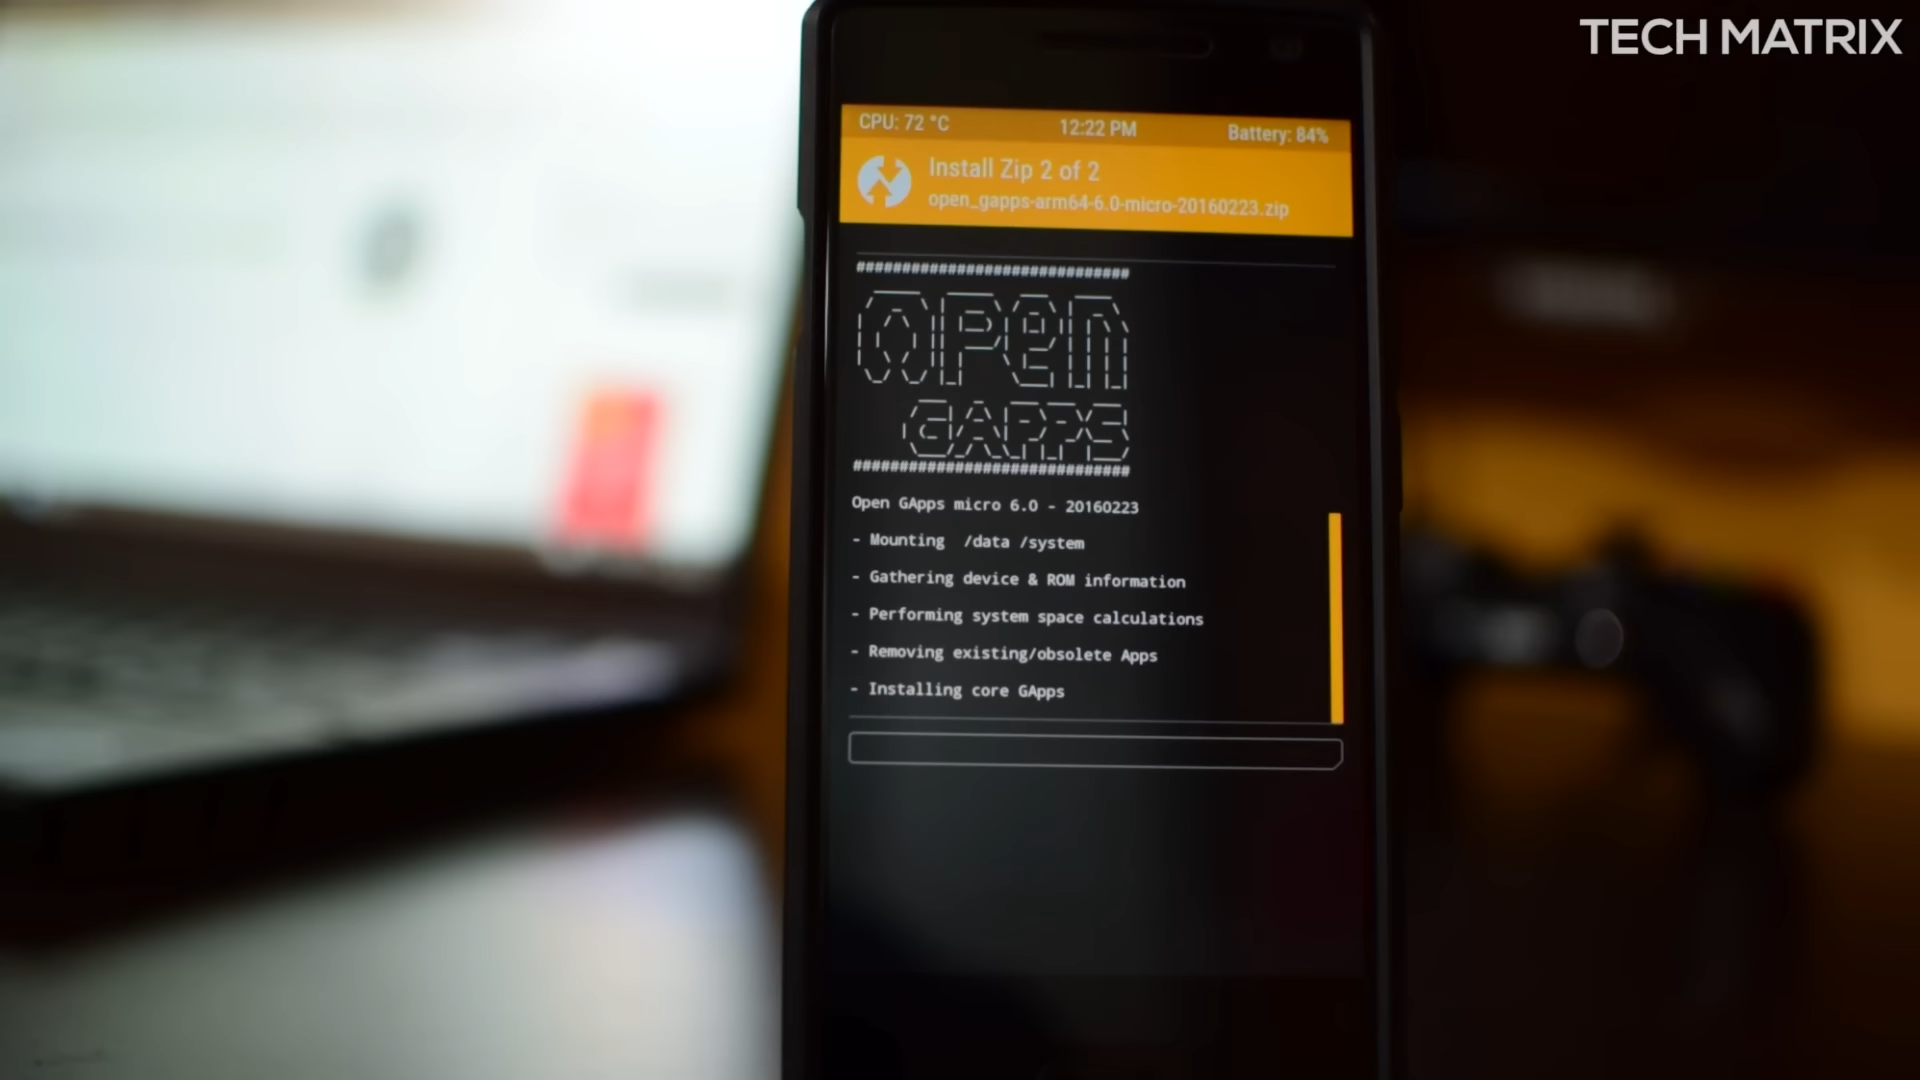 TECH MATRIX
CPU: 72 °C 12:22 PM Battery: 84%
Install Zip 2 of 2
open_gapps-arm64-6.0-micro-20160223.zip
##############################
OPEN
GAPPS
##############################
Open GApps micro 6.0 - 20160223
- Mounting  /data /system
- Gathering device & ROM information
- Performing system space calculations
- Removing existing/obsolete Apps
- Installing core GApps